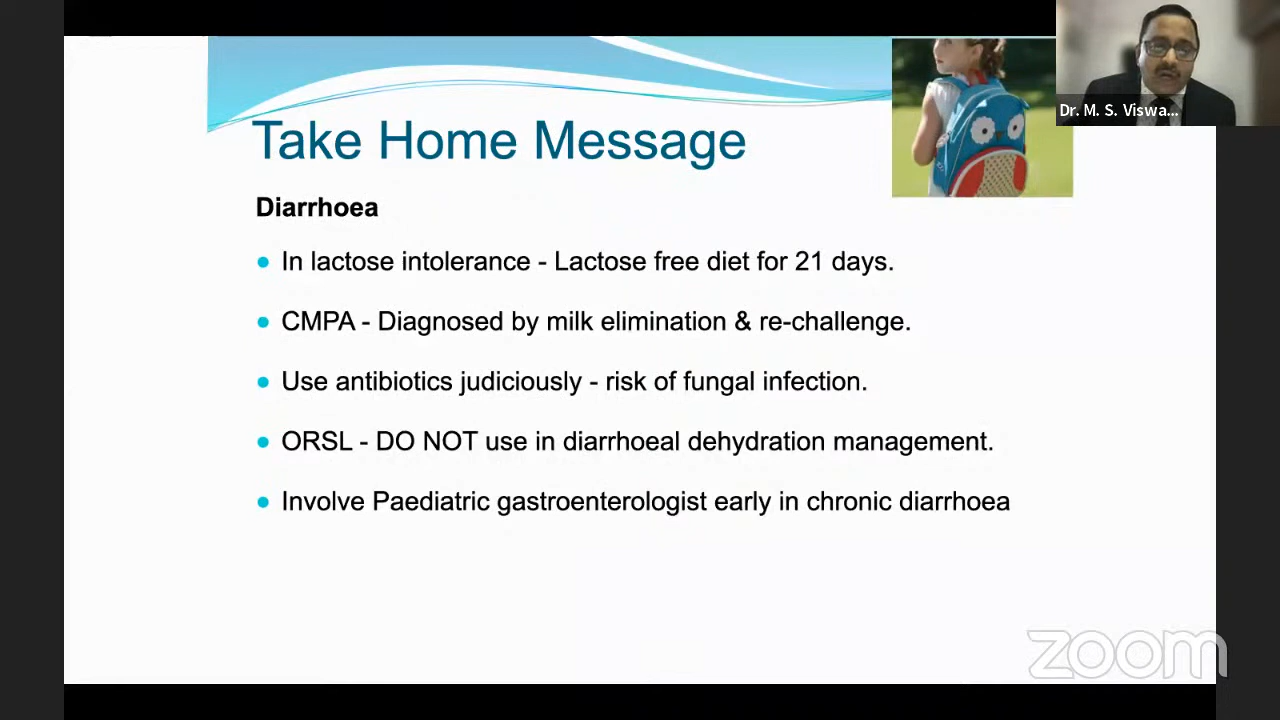 Dr. M. S. Viswa...
Take Home Message
Diarrhoea
In lactose intolerance - Lactose free diet for 21 days.
CMPA - Diagnosed by milk elimination & re-challenge.
Use antibiotics judiciously - risk of fungal infection.
ORSL - DO NOT use in diarrhoeal dehydration management.
Involve Paediatric gastroenterologist early in chronic diarrhoea
zoom